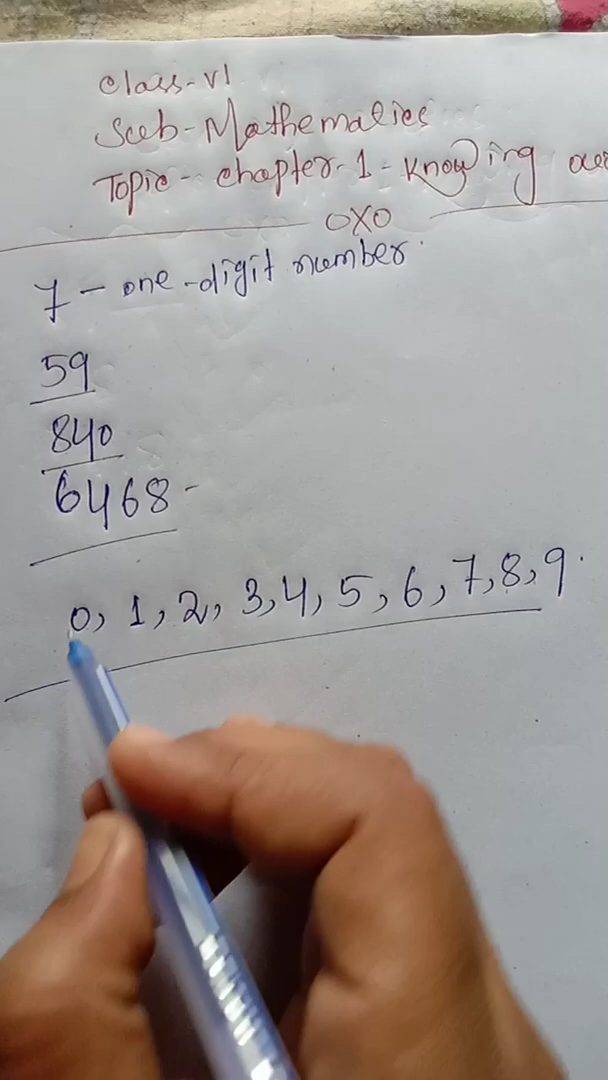 Class-VI
Sub-Mathematics
Topic- chapter-1-Knowing
OXO
7 - one-digit number.
59
840
6468 -
0, 1, 2, 3, 4, 5, 6, 7, 8, 9.